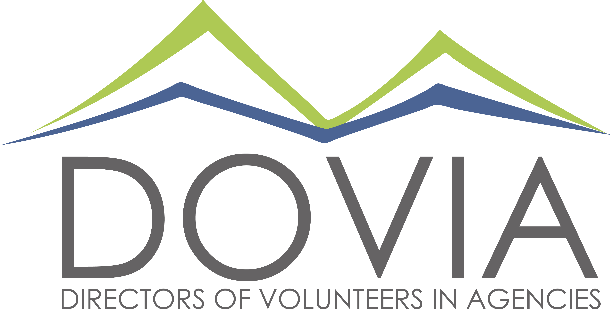 DOVIA
DIRECTORS OF VOLUNTEERS IN AGENCIES